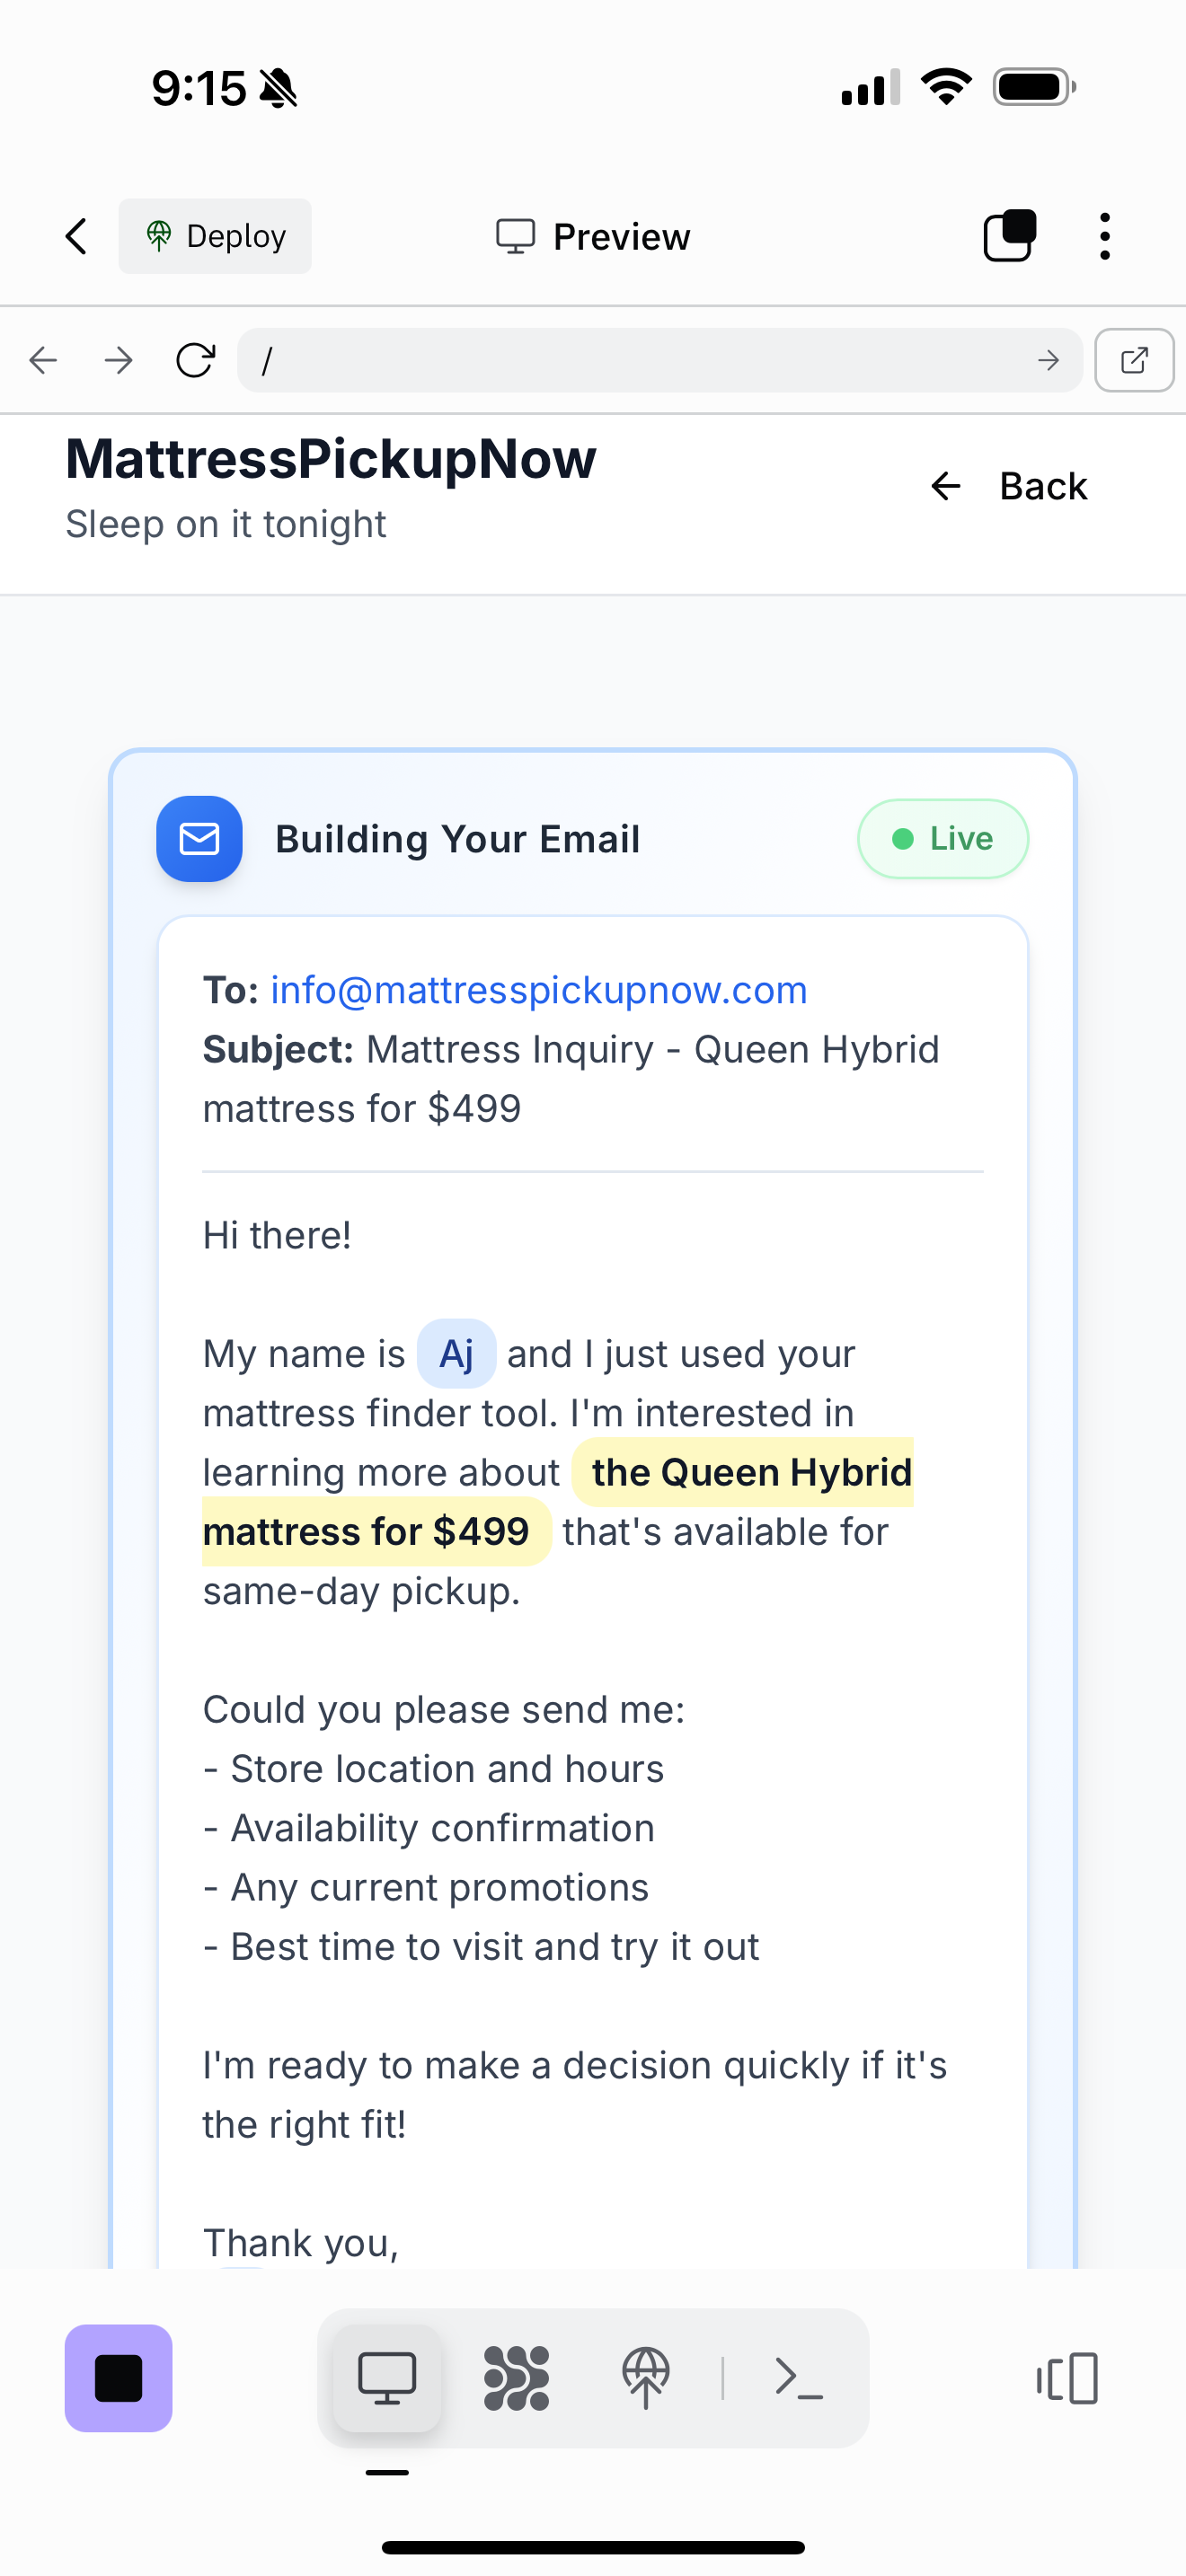 9:15
Deploy
Preview
/
MattressPickupNow
Sleep on it tonight
Back
Building Your Email
Live
To: info@mattresspickupnow.com
Subject: Mattress Inquiry - Queen Hybrid
mattress for $499
Hi there!
My name is Aj and I just used your
mattress finder tool. I'm interested in
learning more about the Queen Hybrid
mattress for $499 that's available for
same-day pickup.
Could you please send me:
- Store location and hours
- Availability confirmation
- Any current promotions
- Best time to visit and try it out
I'm ready to make a decision quickly if it's
the right fit!
Thank you,